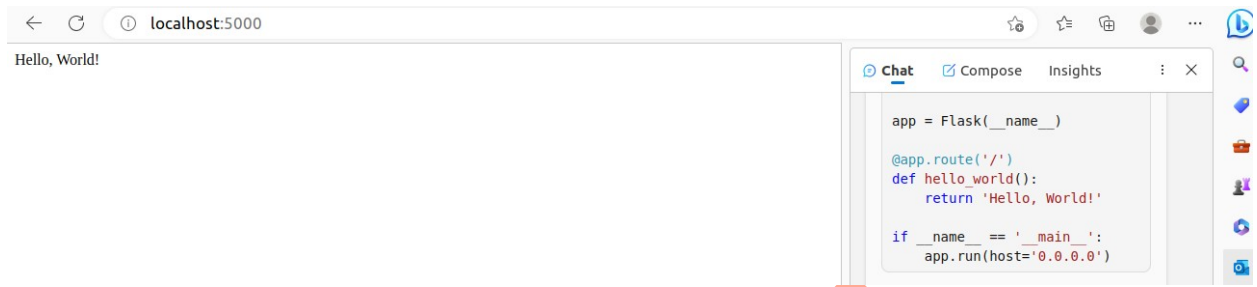 localhost:5000
Hello, World!
Chat Compose Insights
app = Flask(__name__)
@app.route('/')
def hello_world():
    return 'Hello, World!'
if __name__ == '__main__':
    app.run(host='0.0.0.0')